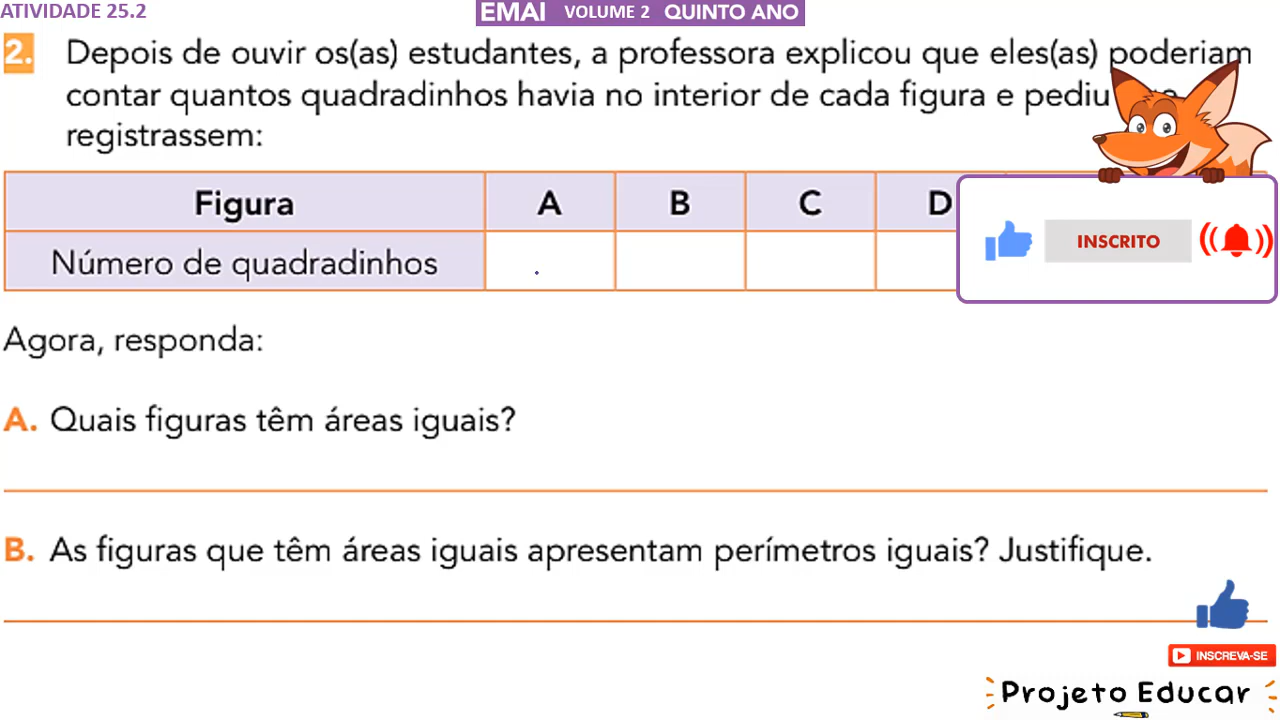 ATIVIDADE 25.2
EMAI VOLUME 2 QUINTO ANO
2. Depois de ouvir os(as) estudantes, a professora explicou que eles(as) poderiam
contar quantos quadradinhos havia no interior de cada figura e pediu
registrassem:
Figura A B C D
Número de quadradinhos
INSCRITO
Agora, responda:
A. Quais figuras têm áreas iguais?
B. As figuras que têm áreas iguais apresentam perímetros iguais? Justifique.
INSCREVA-SE
Projeto Educar